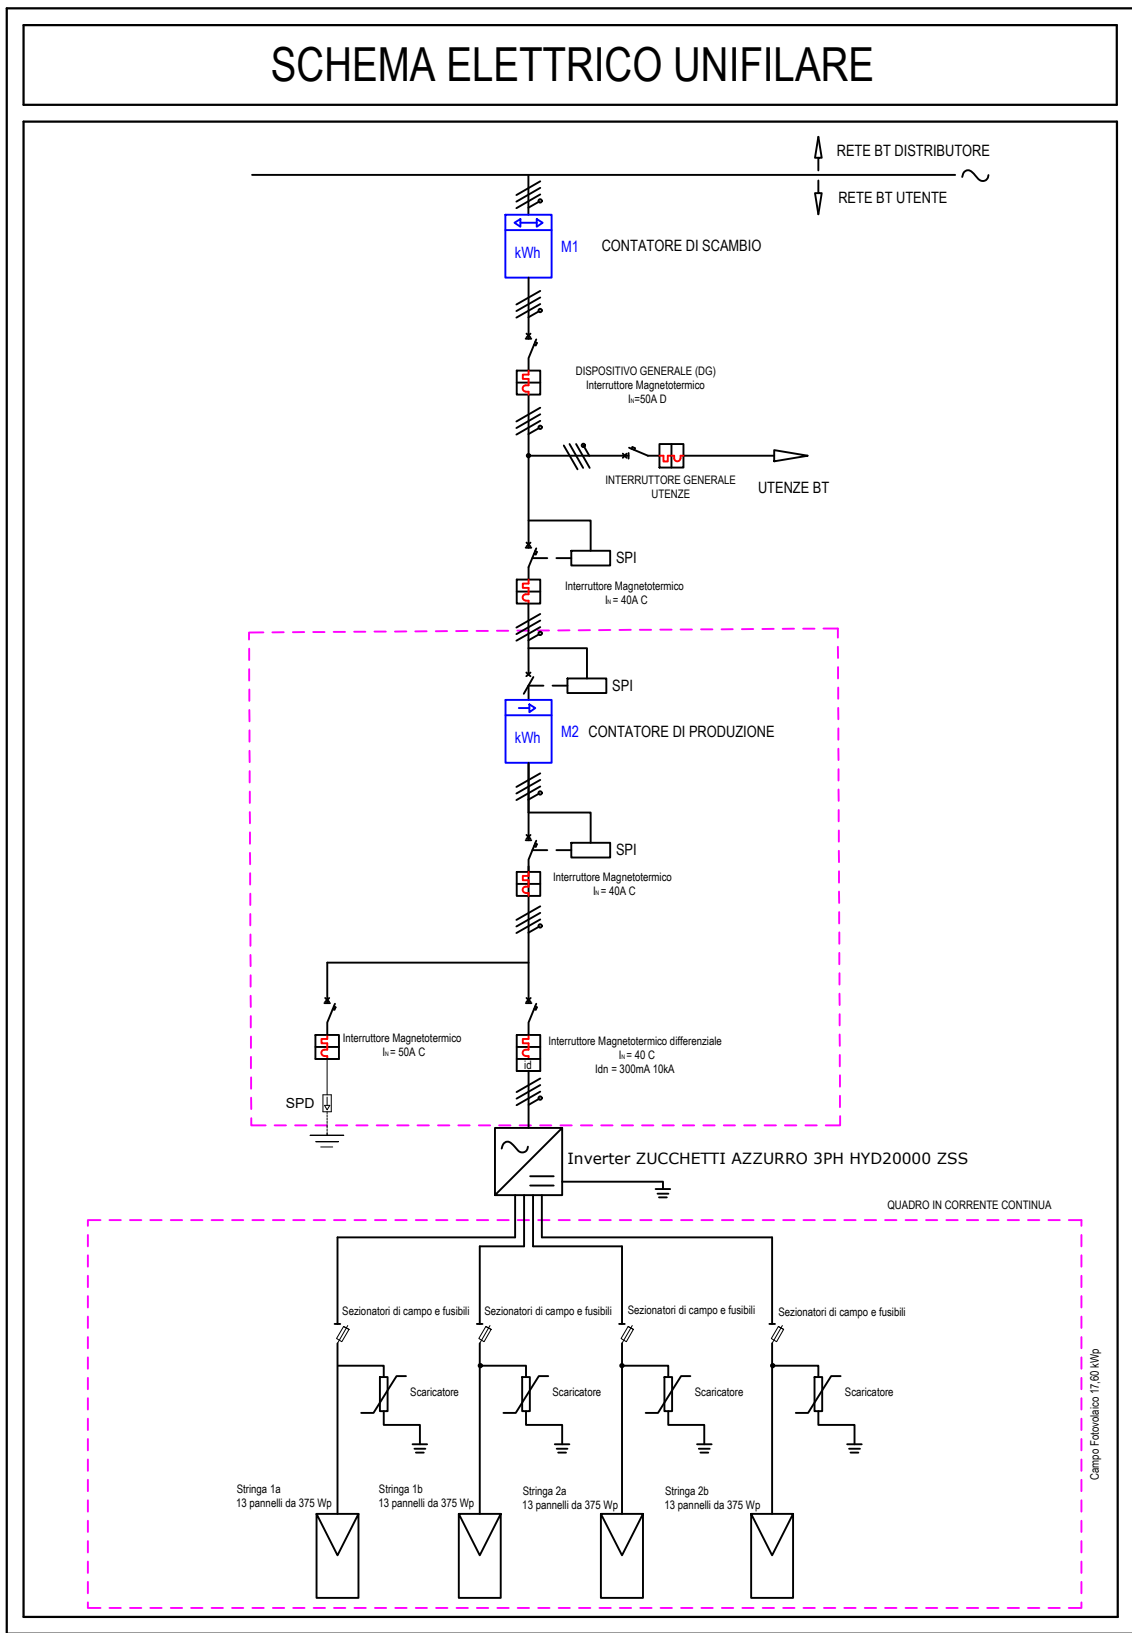 SCHEMA ELETTRICO UNIFILARE
RETE BT DISTRIBUTORE
RETE BT UTENTE
kWh
M1
CONTATORE DI SCAMBIO
DISPOSITIVO GENERALE (DG)
Interruttore Magnetotermico
IN=50A D
INTERRUTTORE GENERALE
UTENZE
UTENZE BT
SPI
Interruttore Magnetotermico
IN = 40A C
SPI
kWh
M2
CONTATORE DI PRODUZIONE
SPI
Interruttore Magnetotermico
IN = 40A C
Interruttore Magnetotermico
IN = 50A C
Interruttore Magnetotermico differenziale
IN = 40 C
Idn = 300mA 10kA
id
SPD
Inverter ZUCCHETTI AZZURRO 3PH HYD20000 ZSS
QUADRO IN CORRENTE CONTINUA
Sezionatori di campo e fusibili
Sezionatori di campo e fusibili
Sezionatori di campo e fusibili
Sezionatori di campo e fusibili
Scaricatore
Scaricatore
Scaricatore
Scaricatore
Campo Fotovolaico 17,60 kWp
Stringa 1a
13 pannelli da 375 Wp
Stringa 1b
13 pannelli da 375 Wp
Stringa 2a
13 pannelli da 375 Wp
Stringa 2b
13 pannelli da 375 Wp